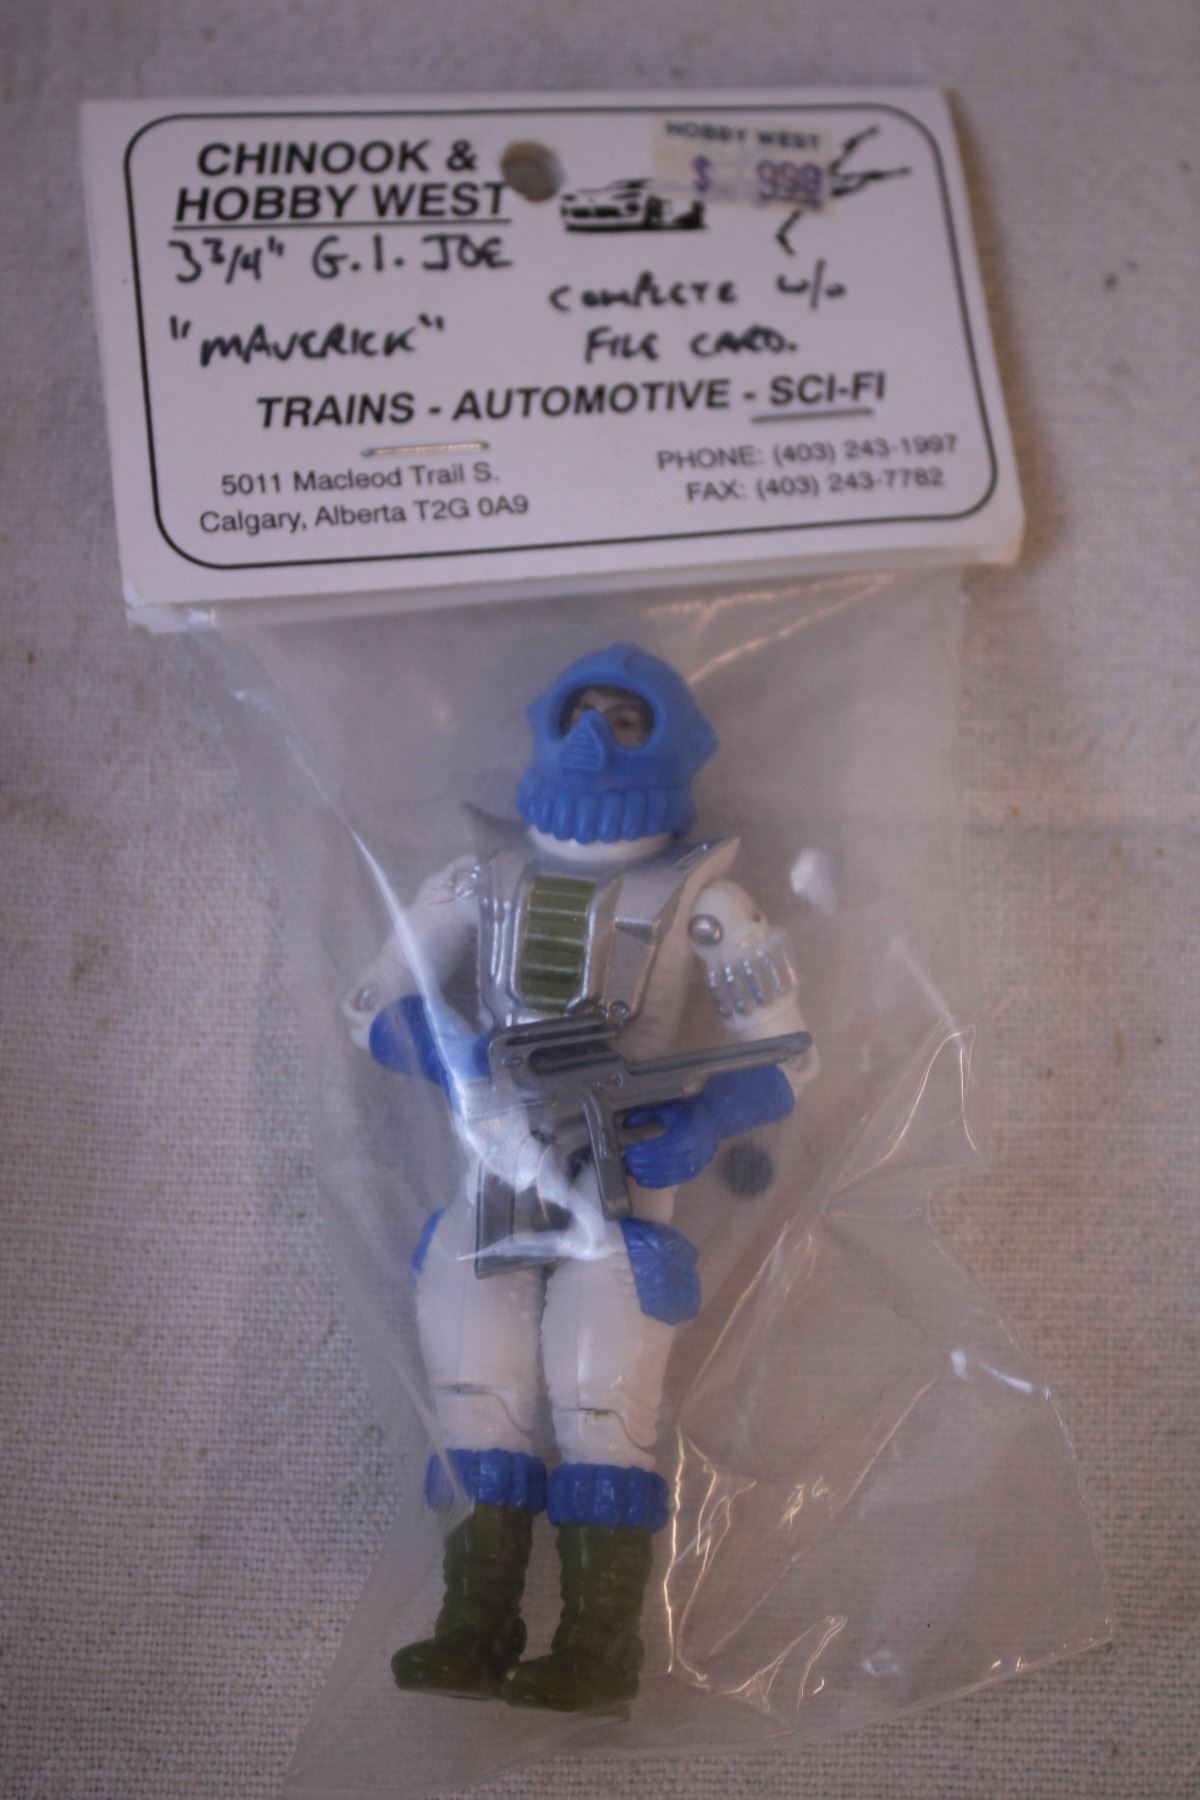 HOBBY WEST
$ 998
CHINOOK &
HOBBY WEST
3 3/4" G.I. JOE
"MAVERICK"
COMPLETE w/o
FILE CARD.
TRAINS - AUTOMOTIVE - SCI-FI
5011 Macleod Trail S.
Calgary, Alberta T2G 0A9
PHONE: (403) 243-1997
FAX: (403) 243-7782